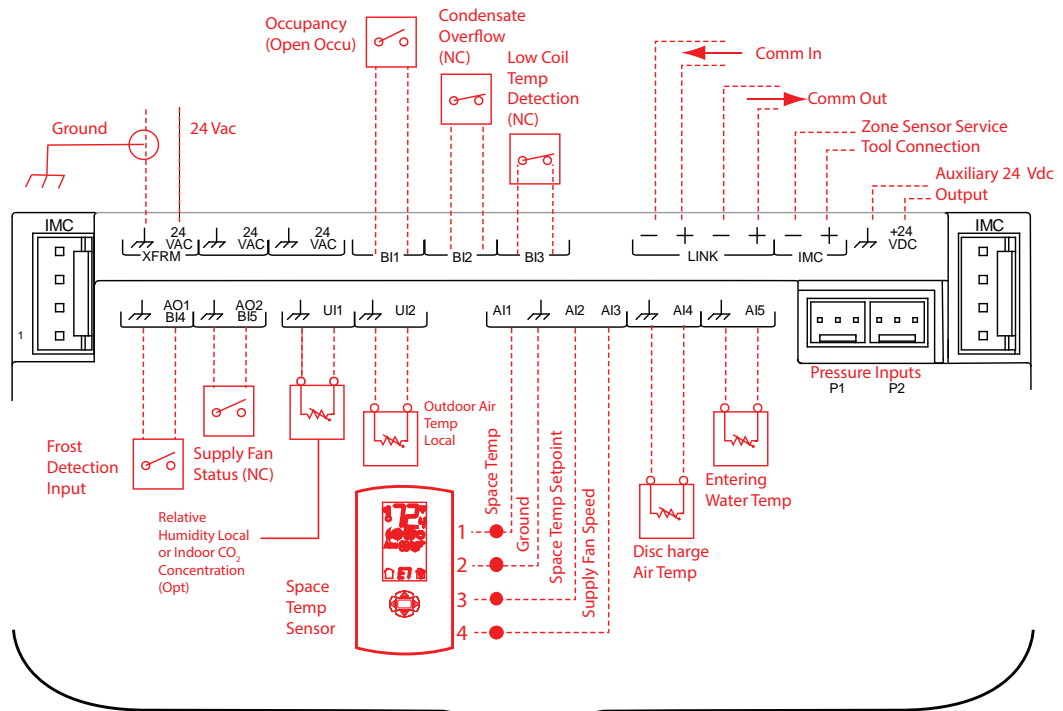 Occupancy
(Open Occu)
Condensate
Overflow
(NC)
Low Coil
Temp
Detection
(NC)
Comm In
Comm Out
Zone Sensor Service
Tool Connection
Auxiliary 24 Vdc
Output
Ground
24 Vac
IMC
24
VAC
XFRM
24
VAC
24
VAC
BI1
BI2
BI3
LINK
IMC
+24
VDC
IMC
1
AO1
BI4
AO2
BI5
UI1
UI2
AI1
AI2
AI3
AI4
AI5
Pressure Inputs
P1
P2
Frost
Detection
Input
Supply Fan
Status (NC)
Relative
Humidity Local
or Indoor CO2
Concentration
(Opt)
Outdoor Air
Temp
Local
Space
Temp
Sensor
72
1
2
3
4
Space Temp
Ground
Space Temp Setpoint
Supply Fan Speed
Disc harge
Air Temp
Entering
Water Temp